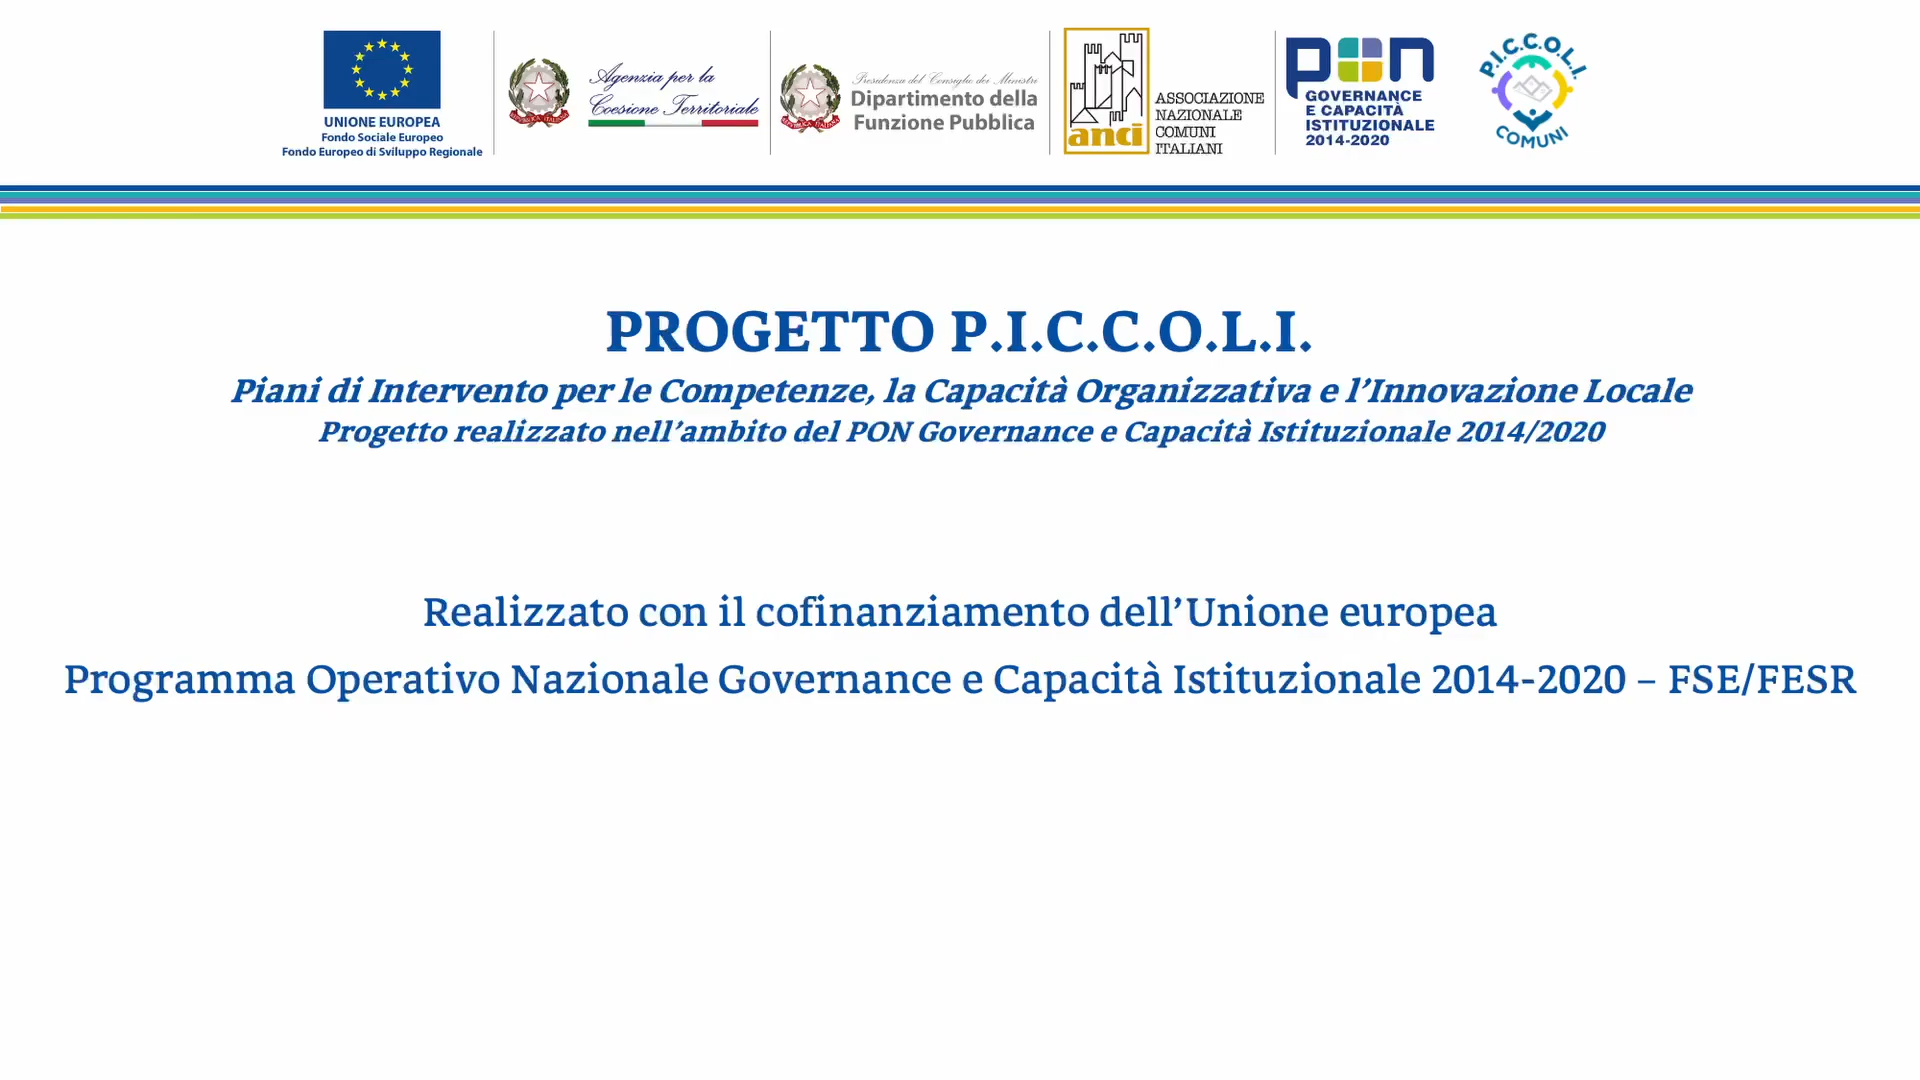 UNIONE EUROPEA
Fondo Sociale Europeo
Fondo Europeo di Sviluppo Regionale
REPUBBLICA ITALIANA
Agenzia per la
Coesione Territoriale
REPUBBLICA ITALIANA
Presidenza del Consiglio dei Ministri
Dipartimento della
Funzione Pubblica
anci
ASSOCIAZIONE
NAZIONALE
COMUNI
ITALIANI
pon
GOVERNANCE
E CAPACITÀ
ISTITUZIONALE
2014-2020
P.I.C.C.O.L.I.
COMUNI
PROGETTO P.I.C.C.O.L.I.
Piani di Intervento per le Competenze, la Capacità Organizzativa e l’Innovazione Locale
Progetto realizzato nell’ambito del PON Governance e Capacità Istituzionale 2014/2020
Realizzato con il cofinanziamento dell’Unione europea
Programma Operativo Nazionale Governance e Capacità Istituzionale 2014-2020 – FSE/FESR